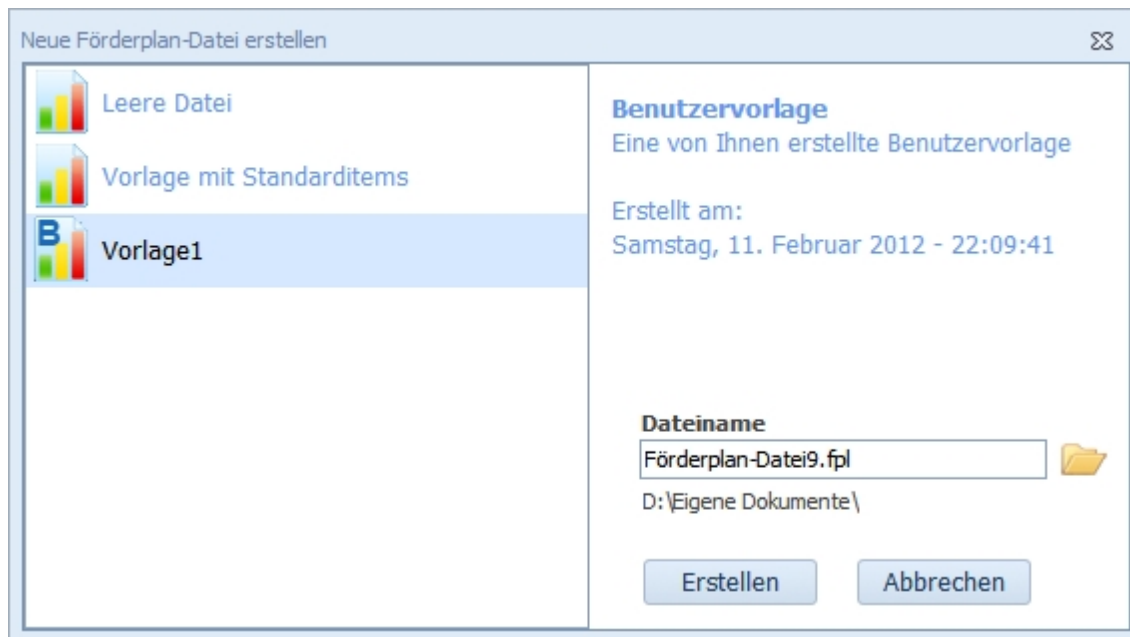 Neue Förderplan-Datei erstellen
Leere Datei
Vorlage mit Standarditems
B
Vorlage1
Benutzervorlage
Eine von Ihnen erstellte Benutzervorlage
Erstellt am:
Samstag, 11. Februar 2012 - 22:09:41
Dateiname
Förderplan-Datei9.fpl
D:\Eigene Dokumente\
Erstellen
Abbrechen